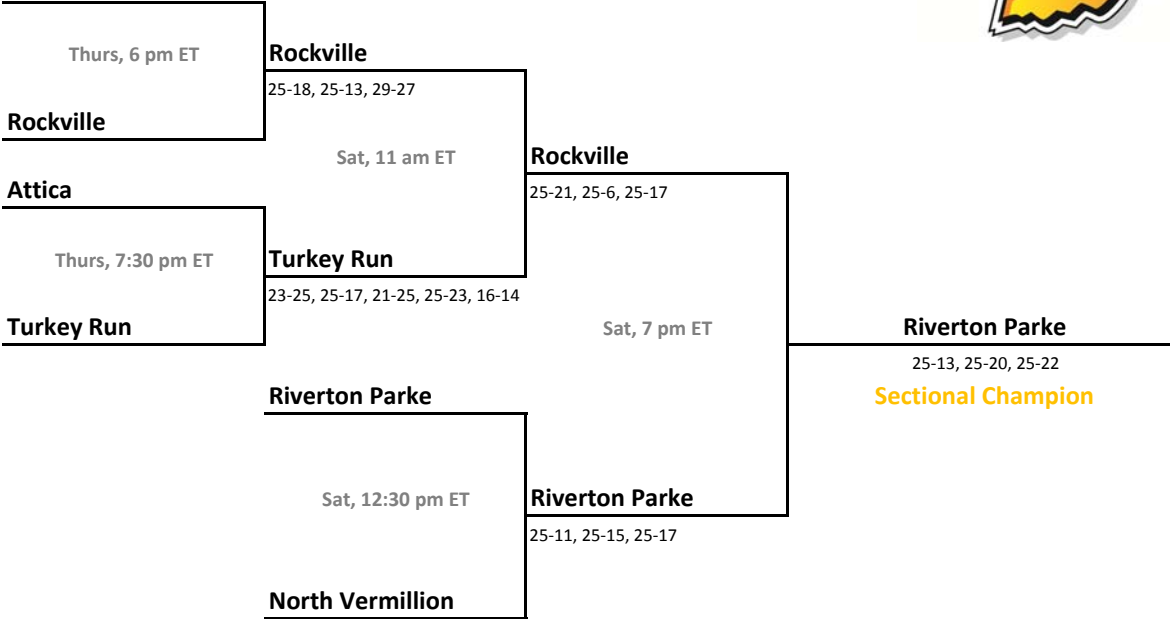 Thurs, 6 pm ET
Rockville
25-18, 25-13, 29-27
Rockville
Sat, 11 am ET
Rockville
Attica
25-21, 25-6, 25-17
Thurs, 7:30 pm ET
Turkey Run
23-25, 25-17, 21-25, 25-23, 16-14
Turkey Run
Sat, 7 pm ET
Riverton Parke
25-13, 25-20, 25-22
Riverton Parke
Sectional Champion
Sat, 12:30 pm ET
Riverton Parke
25-11, 25-15, 25-17
North Vermillion